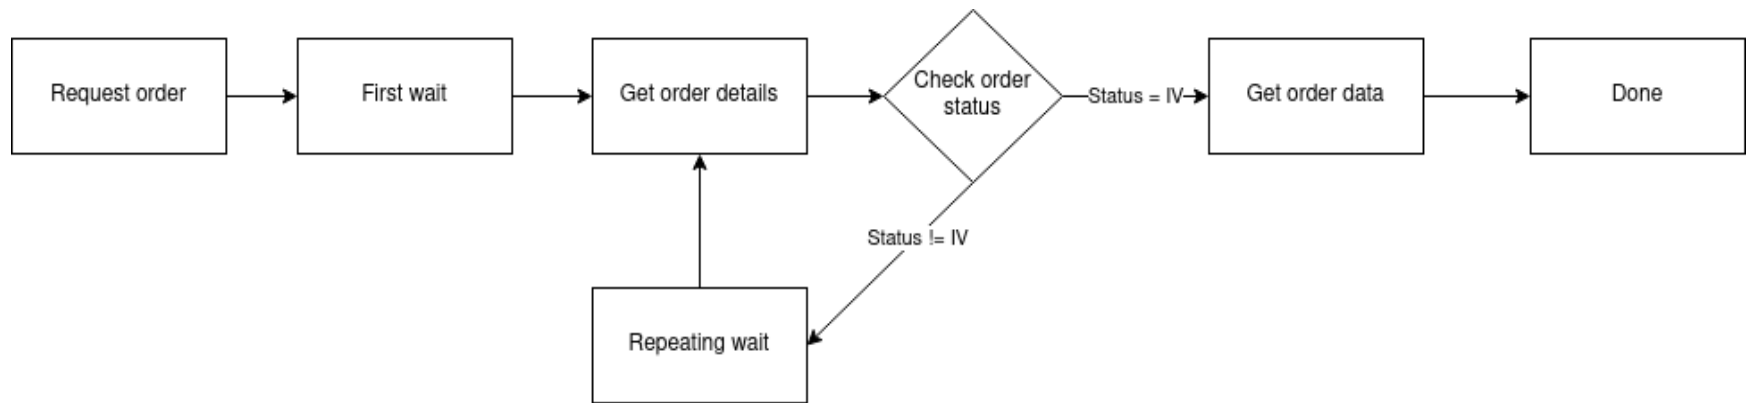 Request order
First wait
Get order details
Check order
status
Status = IV
Get order data
Done
Status != IV
Repeating wait